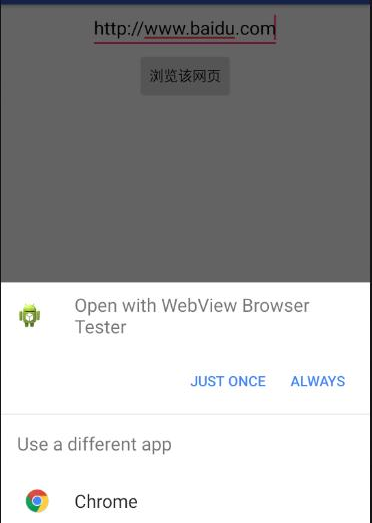 http://www.baidu.com
浏览该网页
Open with WebView Browser
Tester
JUST ONCE ALWAYS
Use a different app
Chrome